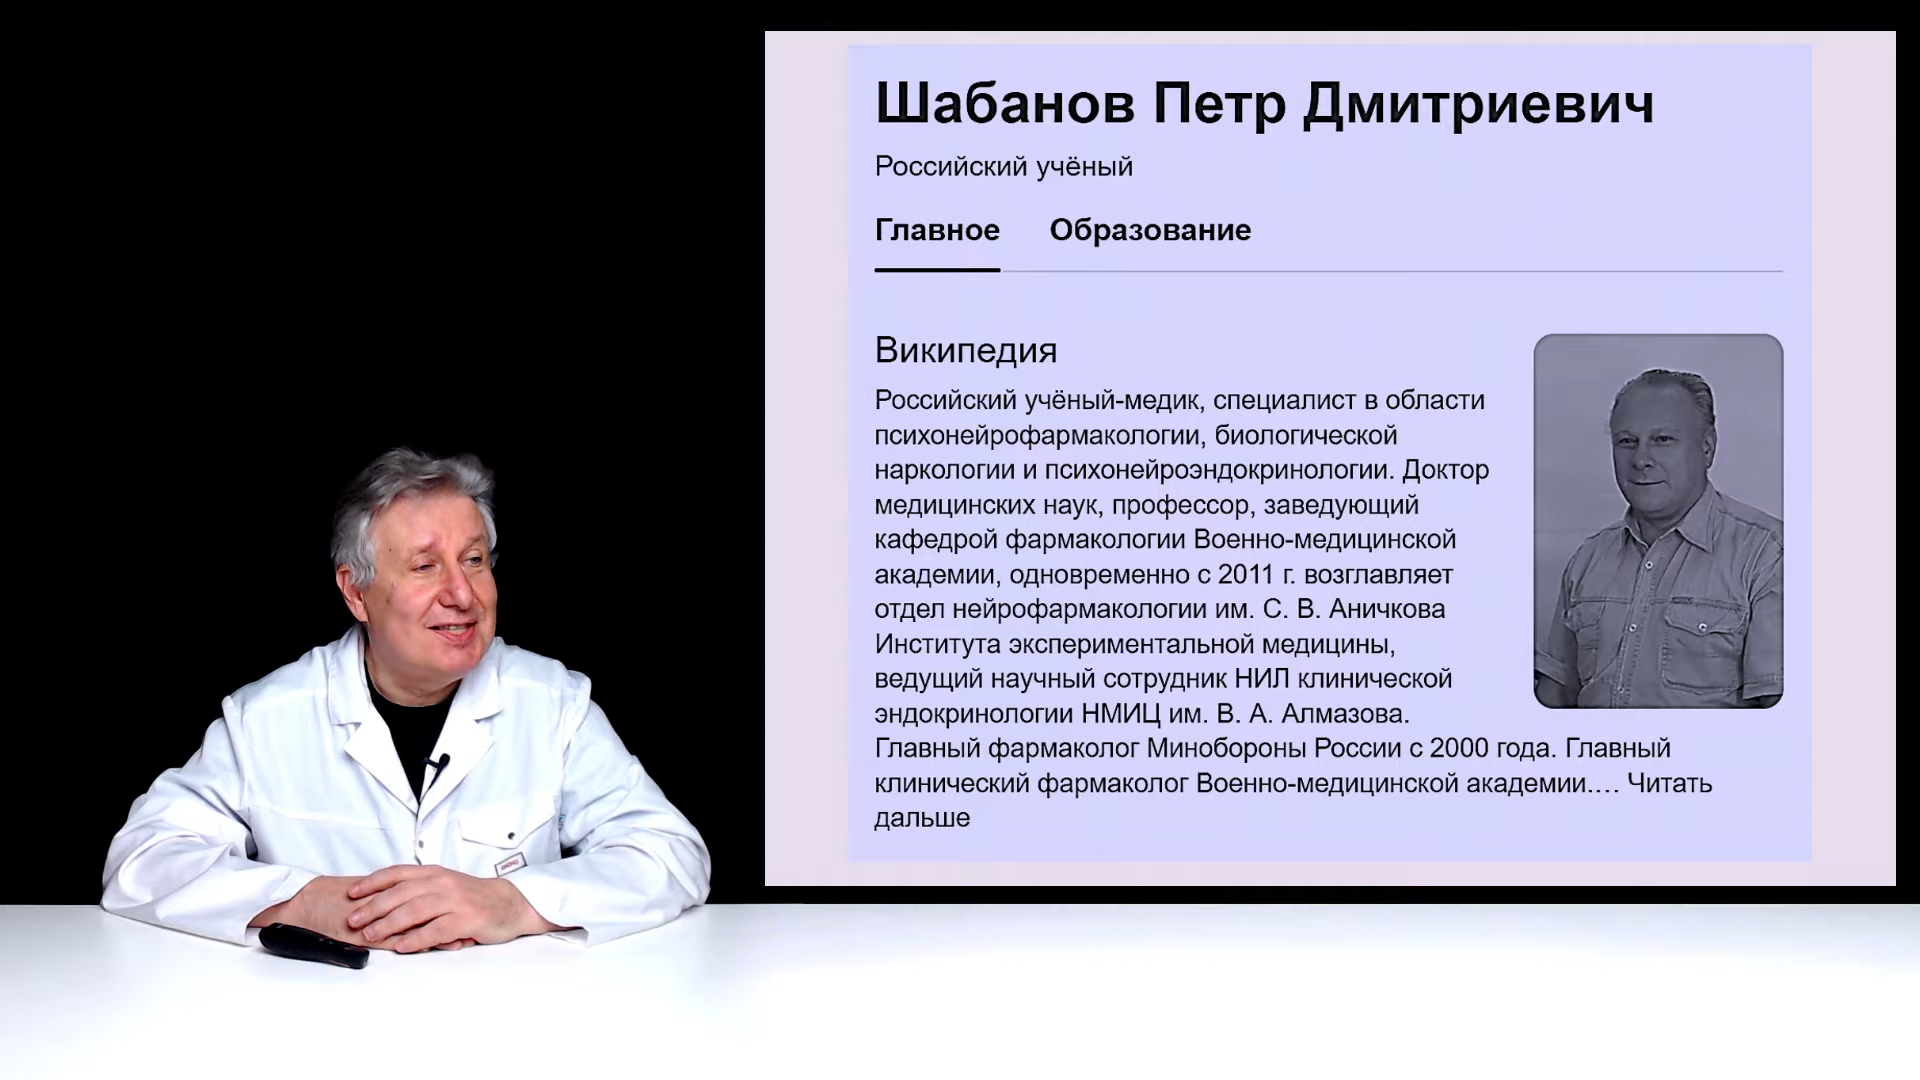 Шабанов Петр Дмитриевич
Российский учёный
Главное Образование
Википедия
Российский учёный-медик, специалист в области
психонейрофармакологии, биологической
наркологии и психонейроэндокринологии. Доктор
медицинских наук, профессор, заведующий
кафедрой фармакологии Военно-медицинской
академии, одновременно с 2011 г. возглавляет
отдел нейрофармакологии им. С. В. Аничкова
Института экспериментальной медицины,
ведущий научный сотрудник НИЛ клинической
эндокринологии НМИЦ им. В. А. Алмазова.
Главный фармаколог Минобороны России с 2000 года. Главный
клинический фармаколог Военно-медицинской академии.… Читать
дальше